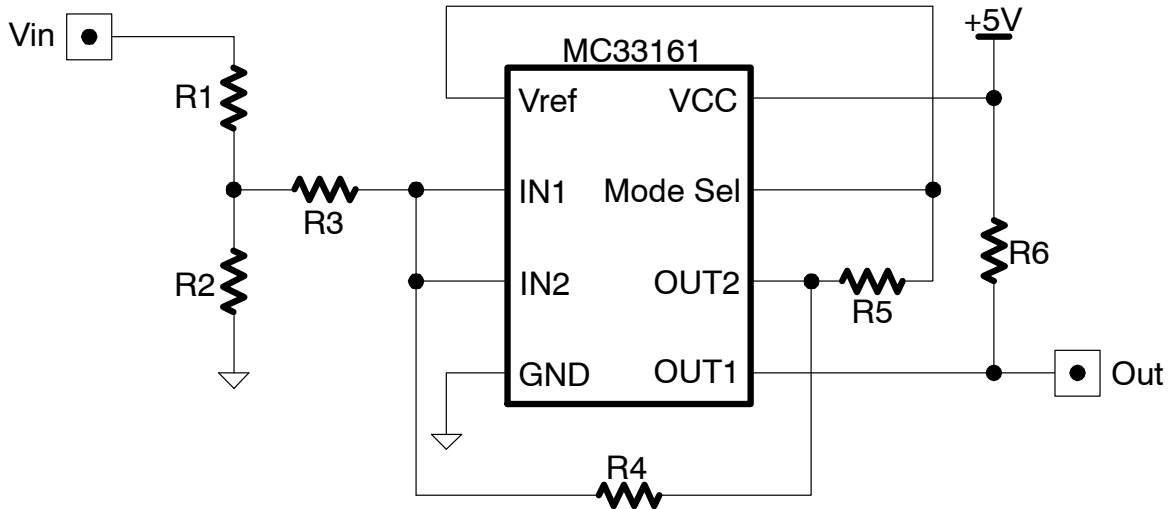 Vin
+5V
MC33161
R1
Vref
VCC
IN1
Mode Sel
R3
R2
IN2
OUT2
R5
R6
GND
OUT1
Out
R4